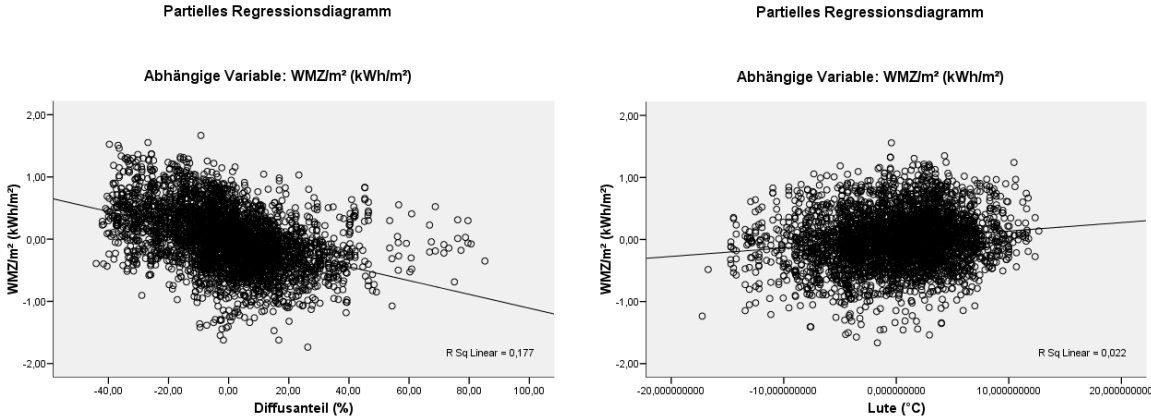 Partielles Regressionsdiagramm
Abhängige Variable: WMZ/m² (kWh/m²)
WMZ/m² (kWh/m²)
2,00
1,00
0,00
-1,00
-2,00
R Sq Linear = 0,177
-40,00 -20,00 0,00 20,00 40,00 60,00 80,00 100,00
Diffusanteil (%)
Partielles Regressionsdiagramm
Abhängige Variable: WMZ/m² (kWh/m²)
WMZ/m² (kWh/m²)
2,00
1,00
0,00
-1,00
-2,00
R Sq Linear = 0,022
-20,000000000 -10,000000000 0,000000000 10,000000000 20,000000000
Lute (°C)